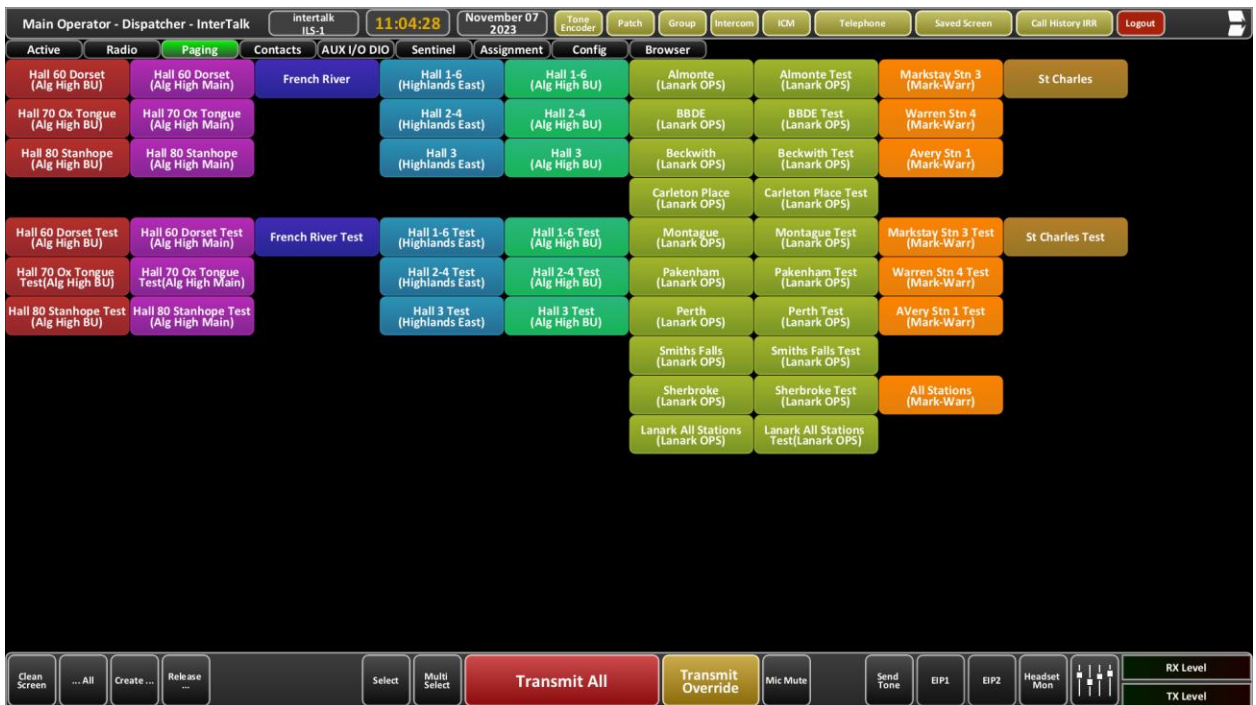 Main Operator - Dispatcher - InterTalk
intertalk
ILS-1
11:04:28
November 07
2023
Tone
Encoder
Patch
Group
Intercom
ICM
Telephone
Saved Screen
Call History IRR
Logout
Active
Radio
Paging
Contacts
AUX I/O DIO
Sentinel
Assignment
Config
Browser
Hall 60 Dorset
(Alg High BU)
Hall 60 Dorset
(Alg High Main)
French River
Hall 1-6
(Highlands East)
Hall 1-6
(Alg High BU)
Almonte
(Lanark OPS)
Almonte Test
(Lanark OPS)
Markstay Stn 3
(Mark-Warr)
St Charles
Hall 70 Ox Tongue
(Alg High BU)
Hall 70 Ox Tongue
(Alg High Main)
Hall 2-4
(Highlands East)
Hall 2-4
(Alg High BU)
BBDE
(Lanark OPS)
BBDE Test
(Lanark OPS)
Warren Stn 4
(Mark-Warr)
Hall 80 Stanhope
(Alg High BU)
Hall 80 Stanhope
(Alg High Main)
Hall 3
(Highlands East)
Hall 3
(Alg High BU)
Beckwith
(Lanark OPS)
Beckwith Test
(Lanark OPS)
Avery Stn 1
(Mark-Warr)
Carleton Place
(Lanark OPS)
Carleton Place Test
(Lanark OPS)
Hall 60 Dorset Test
(Alg High BU)
Hall 60 Dorset Test
(Alg High Main)
French River Test
Hall 1-6 Test
(Highlands East)
Hall 1-6 Test
(Alg High BU)
Montague
(Lanark OPS)
Montague Test
(Lanark OPS)
Markstay Stn 3 Test
(Mark-Warr)
St Charles Test
Hall 70 Ox Tongue
Test(Alg High BU)
Hall 70 Ox Tongue
Test(Alg High Main)
Hall 2-4 Test
(Highlands East)
Hall 2-4 Test
(Alg High BU)
Pakenham
(Lanark OPS)
Pakenham Test
(Lanark OPS)
Warren Stn 4 Test
(Mark-Warr)
Hall 80 Stanhope Test
(Alg High BU)
Hall 80 Stanhope Test
(Alg High Main)
Hall 3 Test
(Highlands East)
Hall 3 Test
(Alg High BU)
Perth
(Lanark OPS)
Perth Test
(Lanark OPS)
AVery Stn 1 Test
(Mark-Warr)
Smiths Falls
(Lanark OPS)
Smiths Falls Test
(Lanark OPS)
Sherbroke
(Lanark OPS)
Sherbroke Test
(Lanark OPS)
All Stations
(Mark-Warr)
Lanark All Stations
(Lanark OPS)
Lanark All Stations
Test(Lanark OPS)
Clean
Screen
... All
Create ...
Release
...
Select
Multi
Select
Transmit All
Transmit
Override
Mic Mute
Send
Tone
EIP1
EIP2
Headset
Mon
RX Level
TX Level